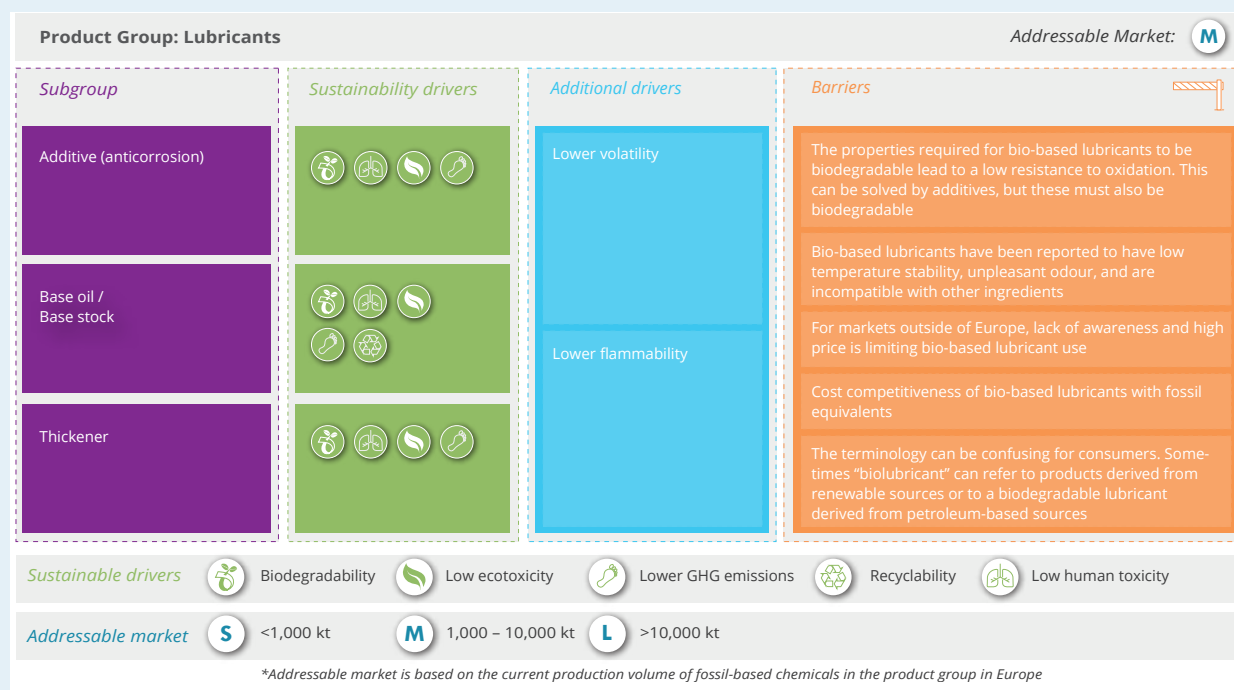 Product Group: Lubricants
Addressable Market:
M
Subgroup
Sustainability drivers
Additional drivers
Barriers
Additive (anticorrosion)
Base oil /
Base stock
Thickener
Lower volatility
Lower flammability
The properties required for bio-based lubricants to be
biodegradable lead to a low resistance to oxidation. This
can be solved by additives, but these must also be
biodegradable
Bio-based lubricants have been reported to have low
temperature stability, unpleasant odour, and are
incompatible with other ingredients
For markets outside of Europe, lack of awareness and high
price is limiting bio-based lubricant use
Cost competitiveness of bio-based lubricants with fossil
equivalents
The terminology can be confusing for consumers. Some-
times “biolubricant” can refer to products derived from
renewable sources or to a biodegradable lubricant
derived from petroleum-based sources
Sustainable drivers
Biodegradability
Low ecotoxicity
Lower GHG emissions
Recyclability
Low human toxicity
Addressable market
S
<1,000 kt
M
1,000 – 10,000 kt
L
>10,000 kt
*Addressable market is based on the current production volume of fossil-based chemicals in the product group in Europe